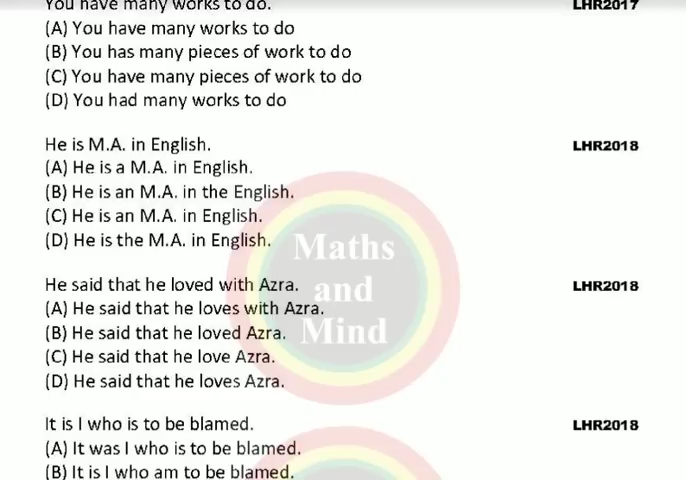 You have many works to do. LHR2017
(A) You have many works to do
(B) You has many pieces of work to do
(C) You have many pieces of work to do
(D) You had many works to do
He is M.A. in English. LHR2018
(A) He is a M.A. in English.
(B) He is an M.A. in the English.
(C) He is an M.A. in English.
(D) He is the M.A. in English.
He said that he loved with Azra. LHR2018
(A) He said that he loves with Azra.
(B) He said that he loved Azra.
(C) He said that he love Azra.
(D) He said that he loves Azra.
It is I who is to be blamed. LHR2018
(A) It was I who is to be blamed.
(B) It is I who am to be blamed.
Maths
and
Mind